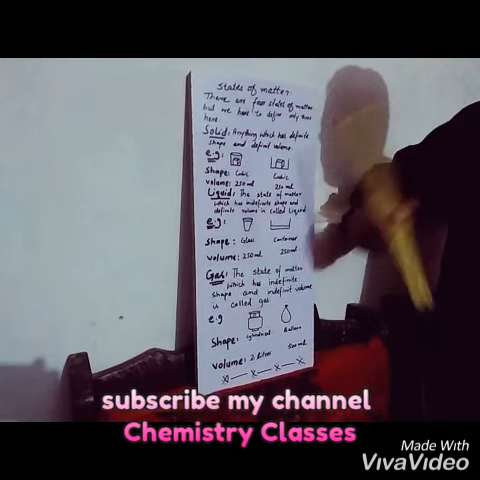 States of matter.
There are four states of matter
but we have to define only three
here.
Solid: Anything which has definite
shape and definit volume.
e.g:
Shape: Cubic Cubic
volume: 250 ml 250 ml
Liquid: The state of matter
which has indefinite shape and
definite volume is called liquid
e.g:
Shape: Glass Container
volume: 250 ml 250 ml.
Gas: The state of matter
which has indefinite
shape and indefinit volume
is called gas
e.g
Shape: Cylindrical Balloon
volume: 2 liters 500 ml
subscribe my channel
Chemistry Classes
Made With
VivaVideo